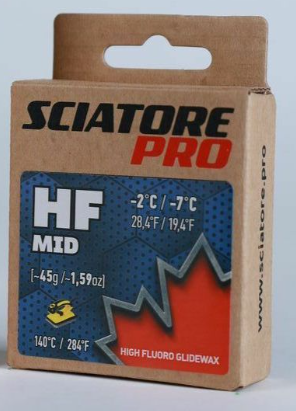 SCIATORE
PRO
HF
MID
-2°C / -7°C
28,4°F / 19,4°F
[~45g /~1,59oz]
140°C / 284°F
HIGH FLUORO GLIDEWAX
www.sciatore.pro